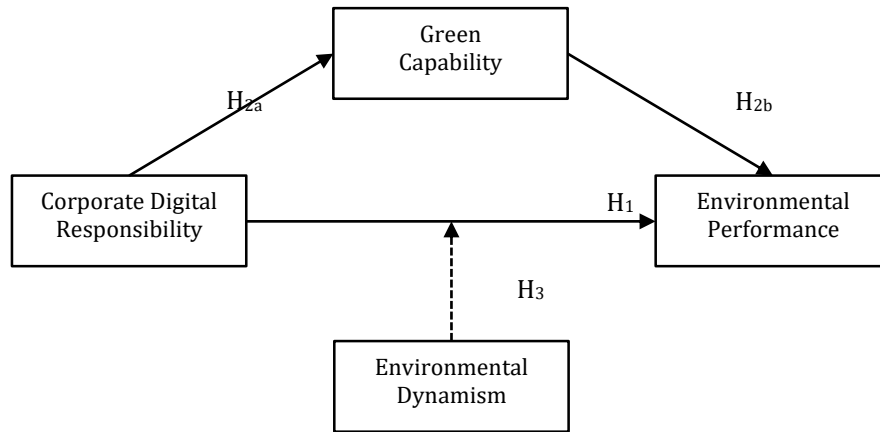 Green
Capability
H2a
H2b
Corporate Digital
Responsibility
H1
Environmental
Performance
H3
Environmental
Dynamism